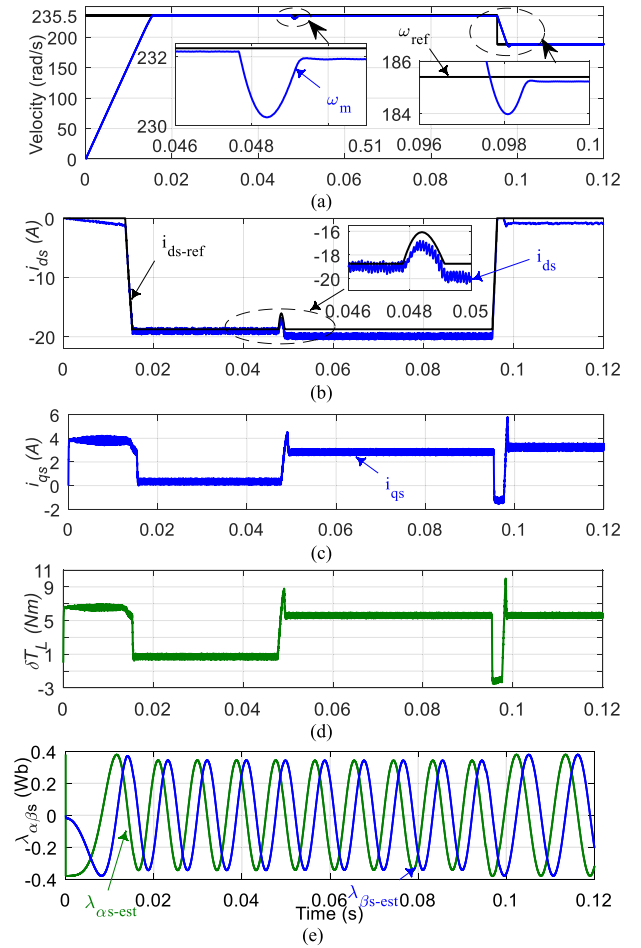 235.5
200
150
100
50
0
Velocity (rad/s)
232
230
0.046 0.048 0.51
ω_m
ω_ref
186
184
0.096 0.098 0.1
0 0.02 0.04 0.06 0.08 0.1 0.12
(a)
0
-10
-20
i_ds (A)
i_ds-ref
-16
-18
-20
0.046 0.048 0.05
i_ds
0 0.02 0.04 0.06 0.08 0.1 0.12
(b)
6
4
2
0
-2
i_qs (A)
i_qs
0 0.02 0.04 0.06 0.08 0.1 0.12
(c)
11
9
5
1
-3
δT_L (Nm)
0 0.02 0.04 0.06 0.08 0.1 0.12
(d)
0.4
0.2
0
-0.2
-0.4
λ_αβs (Wb)
λ_αs-est
λ_βs-est
0 0.02 0.04 0.06 0.08 0.1 0.12
Time (s)
(e)